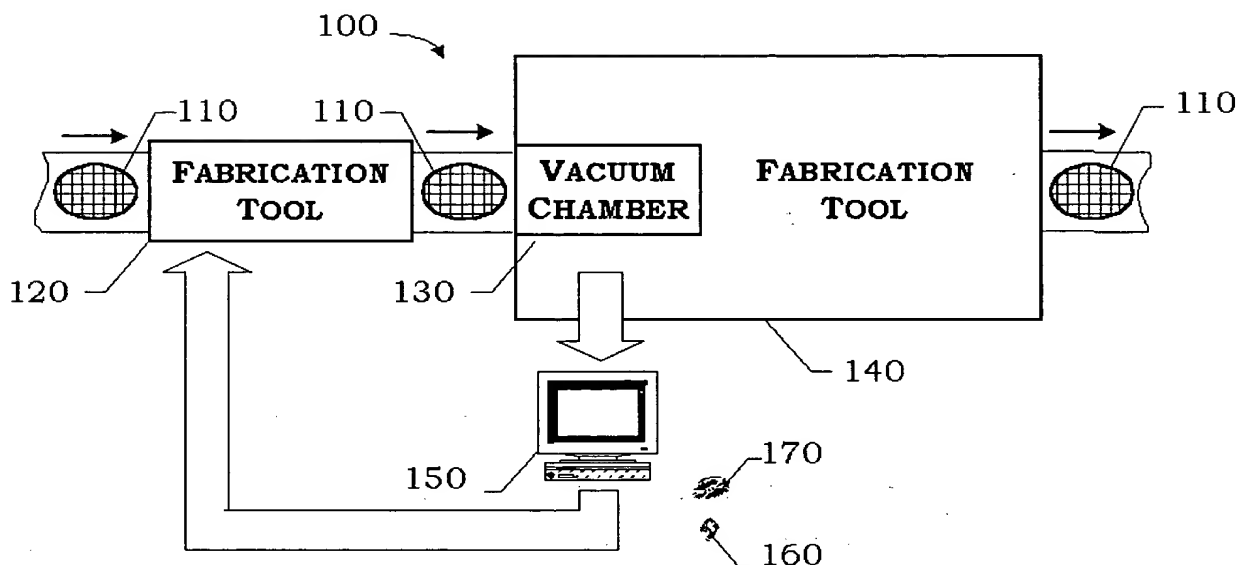 100
110
110
110
FABRICATION
TOOL
VACUUM
CHAMBER
FABRICATION
TOOL
120
130
140
150
170
160